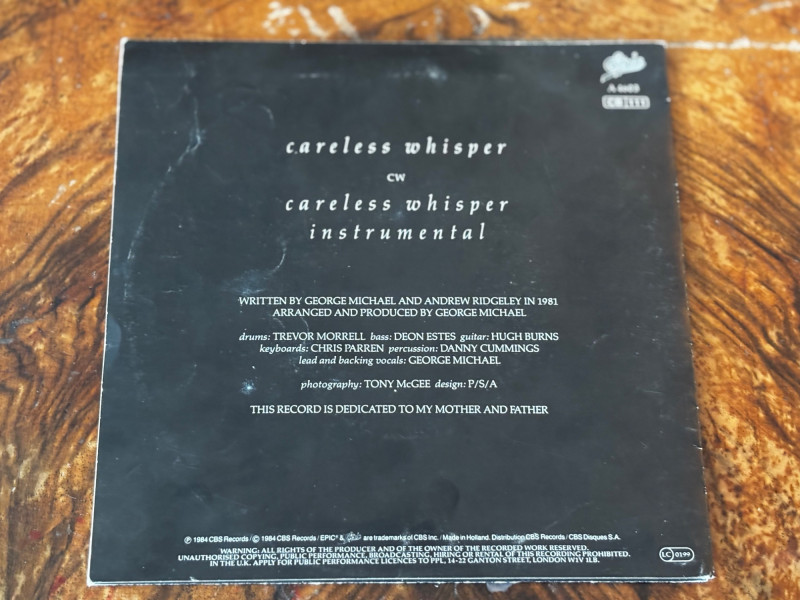 Epic
A 4603
careless whisper
CW
careless whisper
instrumental
WRITTEN BY GEORGE MICHAEL AND ANDREW RIDGELEY IN 1981
ARRANGED AND PRODUCED BY GEORGE MICHAEL
drums: TREVOR MORRELL bass: DEON ESTES guitar: HUGH BURNS
keyboards: CHRIS PARREN percussion: DANNY CUMMINGS
lead and backing vocals: GEORGE MICHAEL
photography: TONY McGEE design: P/S/A
THIS RECORD IS DEDICATED TO MY MOTHER AND FATHER
℗ 1984 CBS Records / © 1984 CBS Records / EPIC® & Epic are trademarks of CBS Inc. / Made in Holland. Distribution CBS Records / CBS Disques S.A.
WARNING: ALL RIGHTS OF THE PRODUCER AND OF THE OWNER OF THE RECORDED WORK RESERVED.
UNAUTHORISED COPYING, PUBLIC PERFORMANCE, BROADCASTING, HIRING OR RENTAL OF THIS RECORDING PROHIBITED.
IN THE U.K. APPLY FOR PUBLIC PERFORMANCE LICENCES TO PPL, 14-22 GANTON STREET, LONDON W1V 1LB.
LC 0199